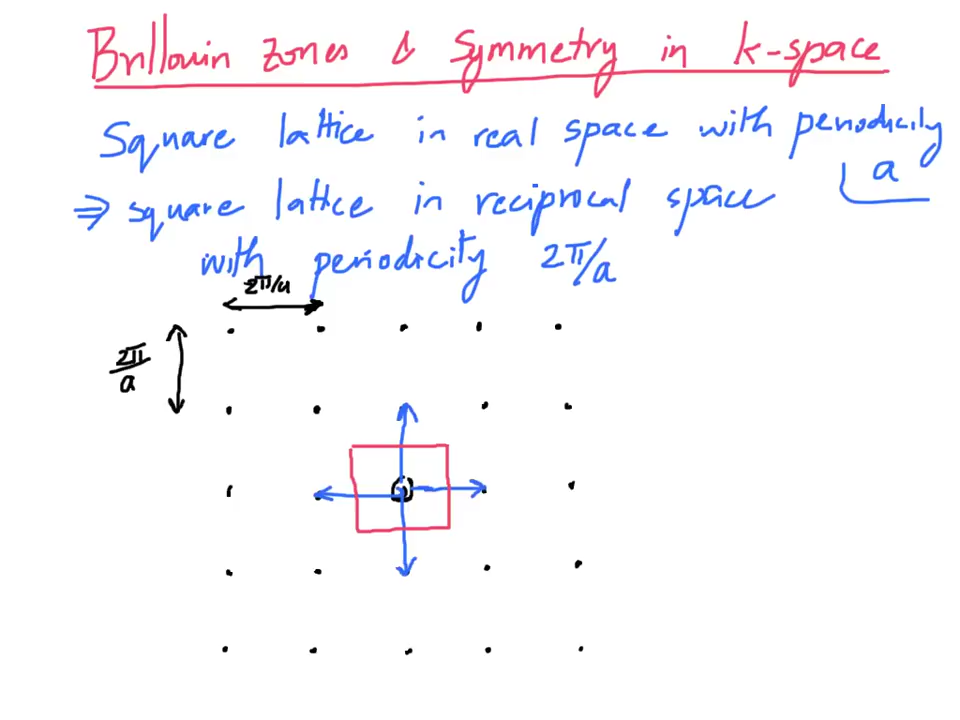 Brillouin zones & symmetry in k-space
Square lattice in real space with periodicity
a
⇒ square lattice in reciprocal space
with periodicity 2π/a
2π/a
2π
a